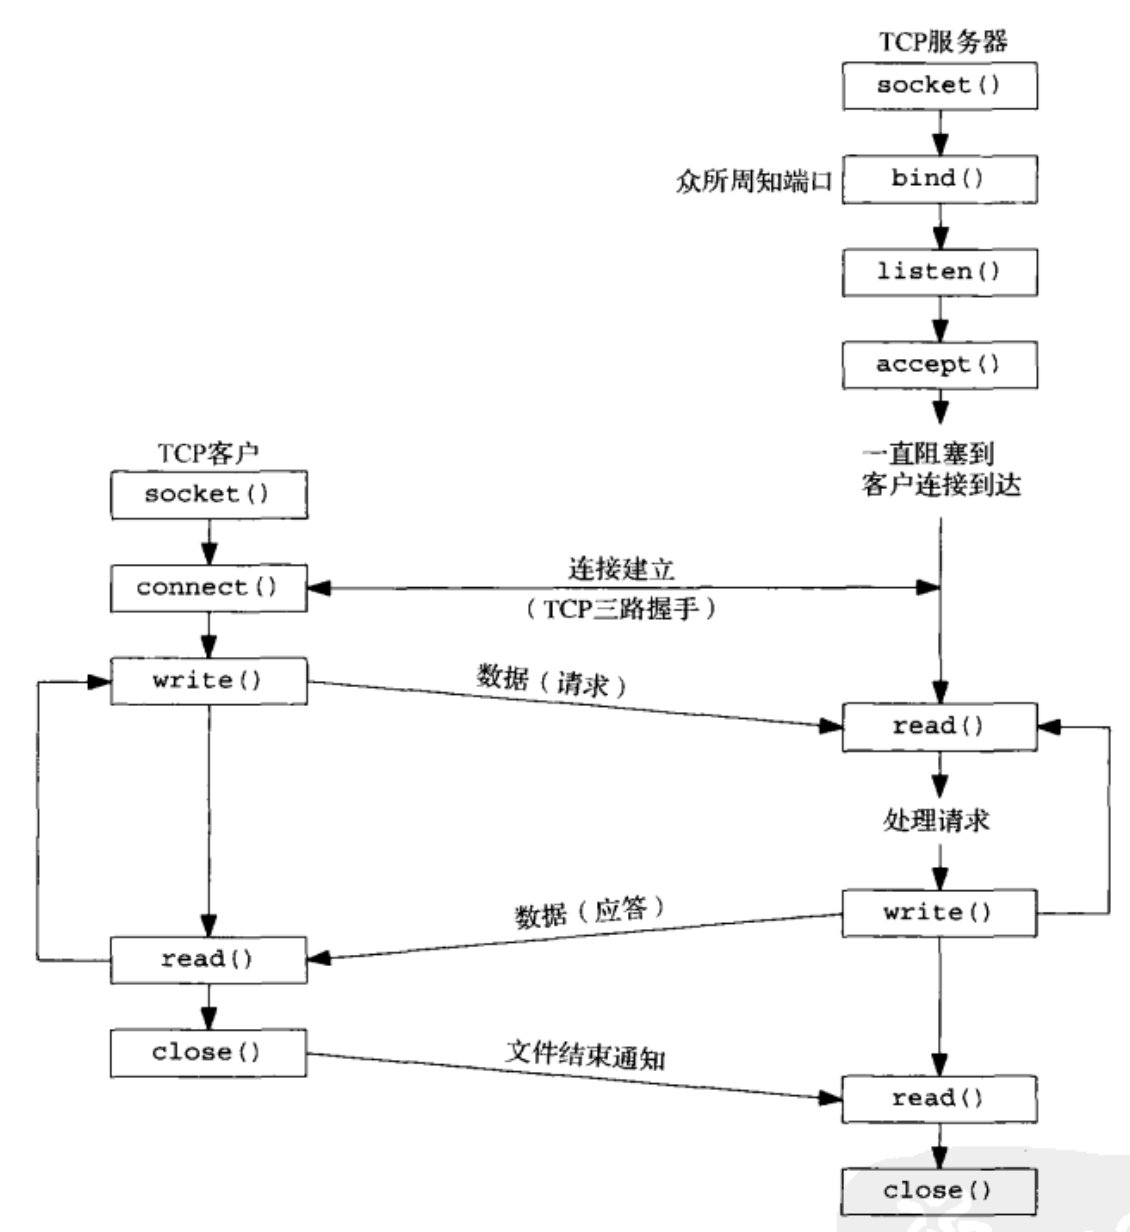 TCP服务器
socket()
众所周知端口
bind()
listen()
accept()
一直阻塞到
客户连接到达
TCP客户
socket()
connect()
连接建立
（TCP三路握手）
write()
数据（请求）
read()
处理请求
write()
数据（应答）
read()
close()
文件结束通知
read()
close()